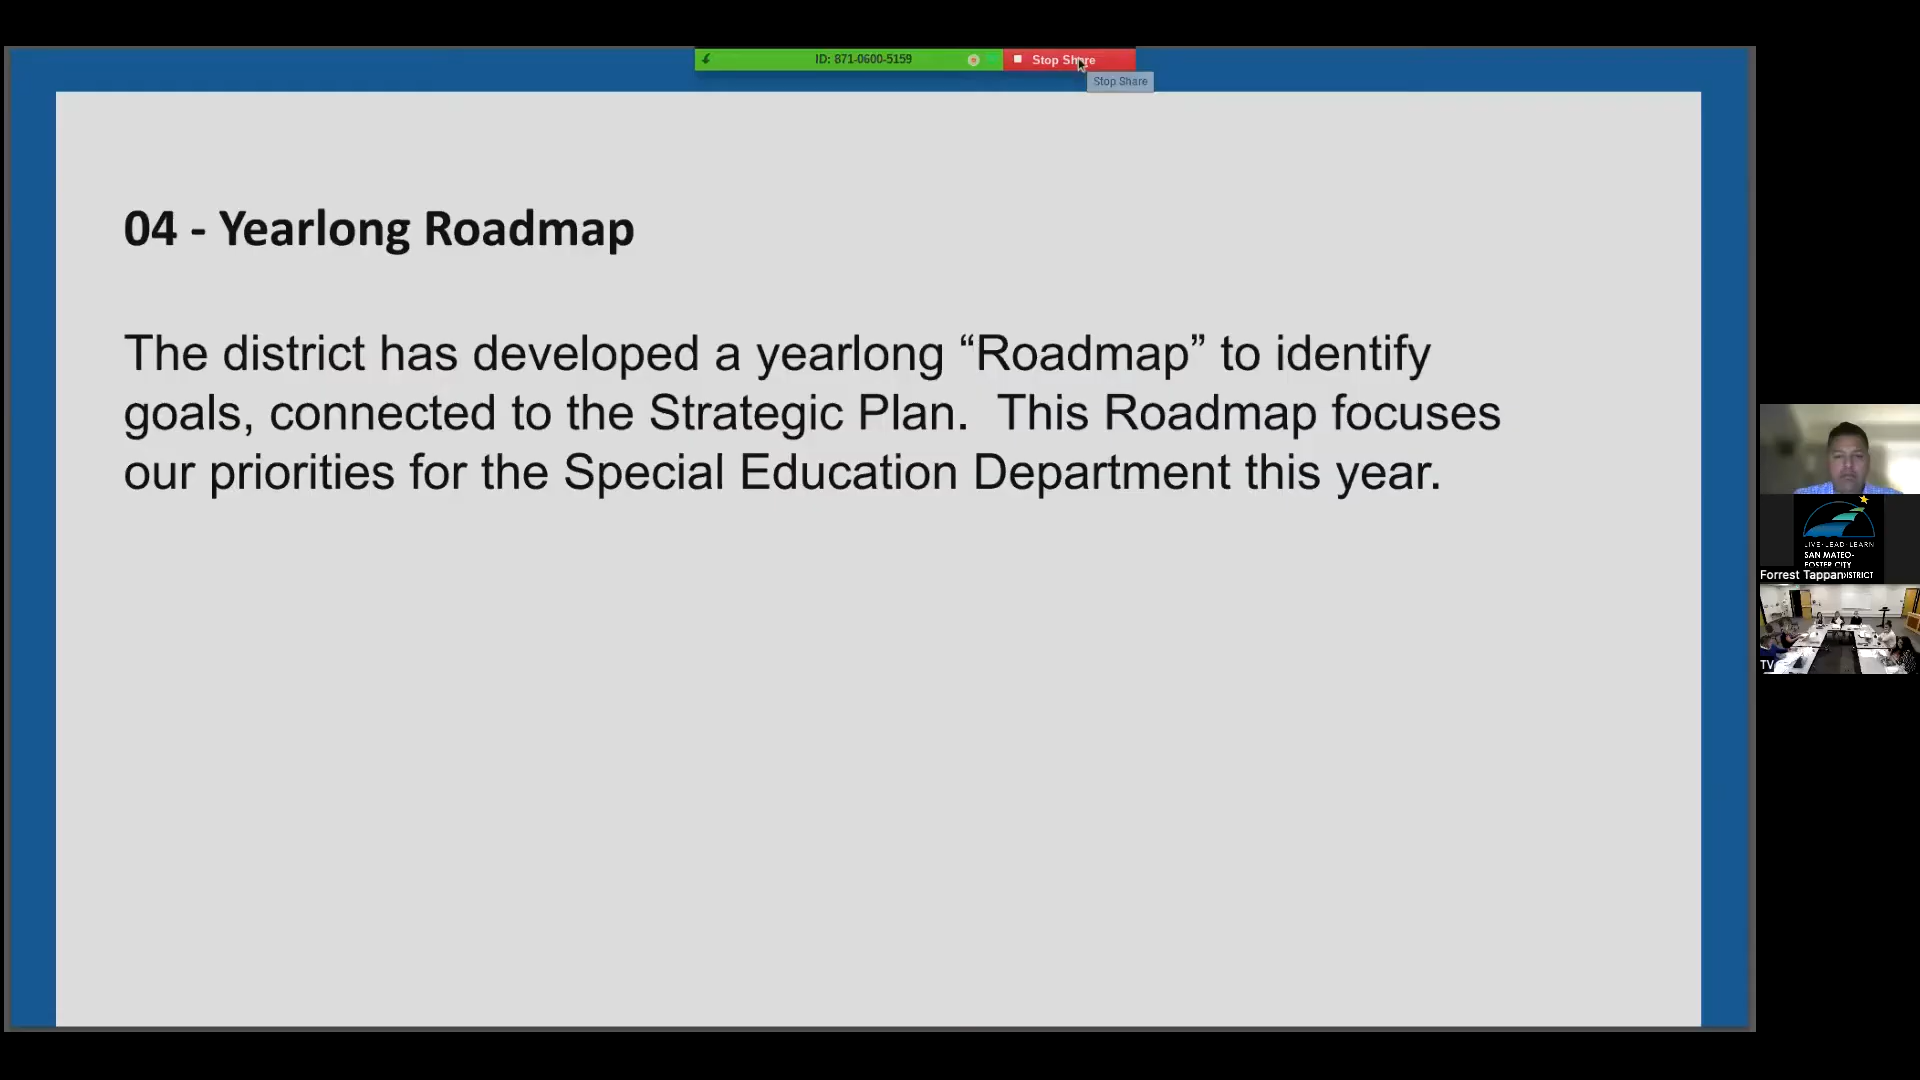 ID: 871-0600-5159
Stop Share
Stop Share
04 - Yearlong Roadmap
The district has developed a yearlong “Roadmap” to identify
goals, connected to the Strategic Plan.  This Roadmap focuses
our priorities for the Special Education Department this year.
LIVE·LEAD·LEARN
SAN MATEO-
FOSTER CITY
Forrest Tappan
TV